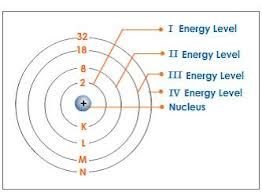 I Energy Level
32
18
II Energy Level
8
III Energy Level
2
IV Energy Level
+
Nucleus
K
L
M
N